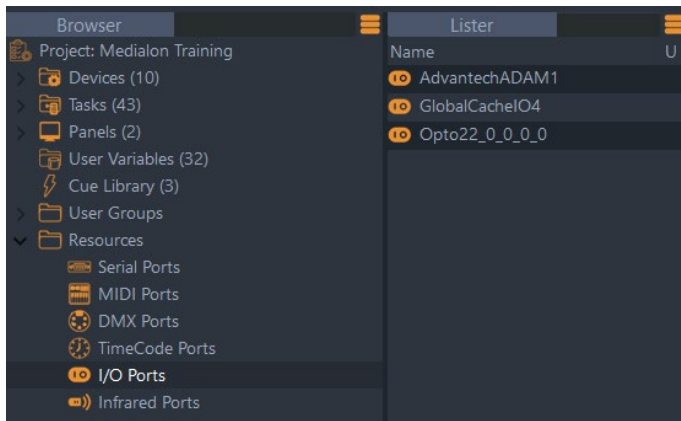 Browser
Project: Medialon Training
Devices (10)
Tasks (43)
Panels (2)
User Variables (32)
Cue Library (3)
User Groups
Resources
Serial Ports
MIDI Ports
DMX Ports
TimeCode Ports
I/O Ports
Infrared Ports
Lister
Name U
AdvantechADAM1
GlobalCacheIO4
Opto22_0_0_0_0